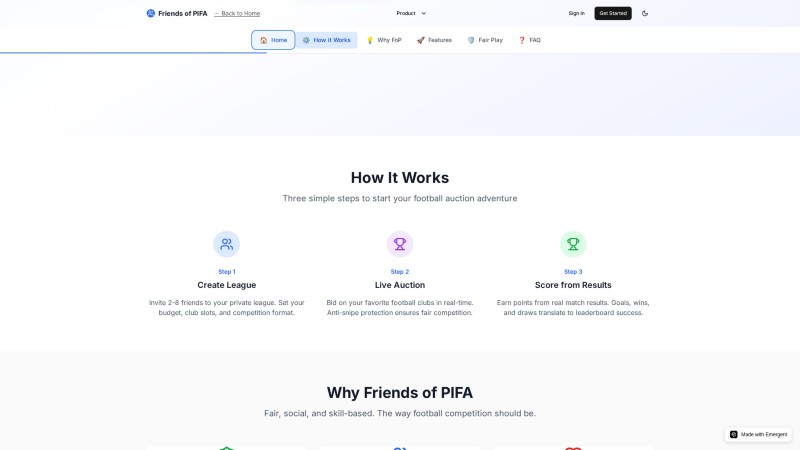 Friends of PIFA
← Back to Home
Product
Sign In
Get Started
Home
How it Works
Why FoP
Features
Fair Play
FAQ
How It Works
Three simple steps to start your football auction adventure
Step 1
Create League
Invite 2-8 friends to your private league. Set your
budget, club slots, and competition format.
Step 2
Live Auction
Bid on your favorite football clubs in real-time.
Anti-snipe protection ensures fair competition.
Step 3
Score from Results
Earn points from real match results. Goals, wins,
and draws translate to leaderboard success.
Why Friends of PIFA
Fair, social, and skill-based. The way football competition should be.
Made with Emergent